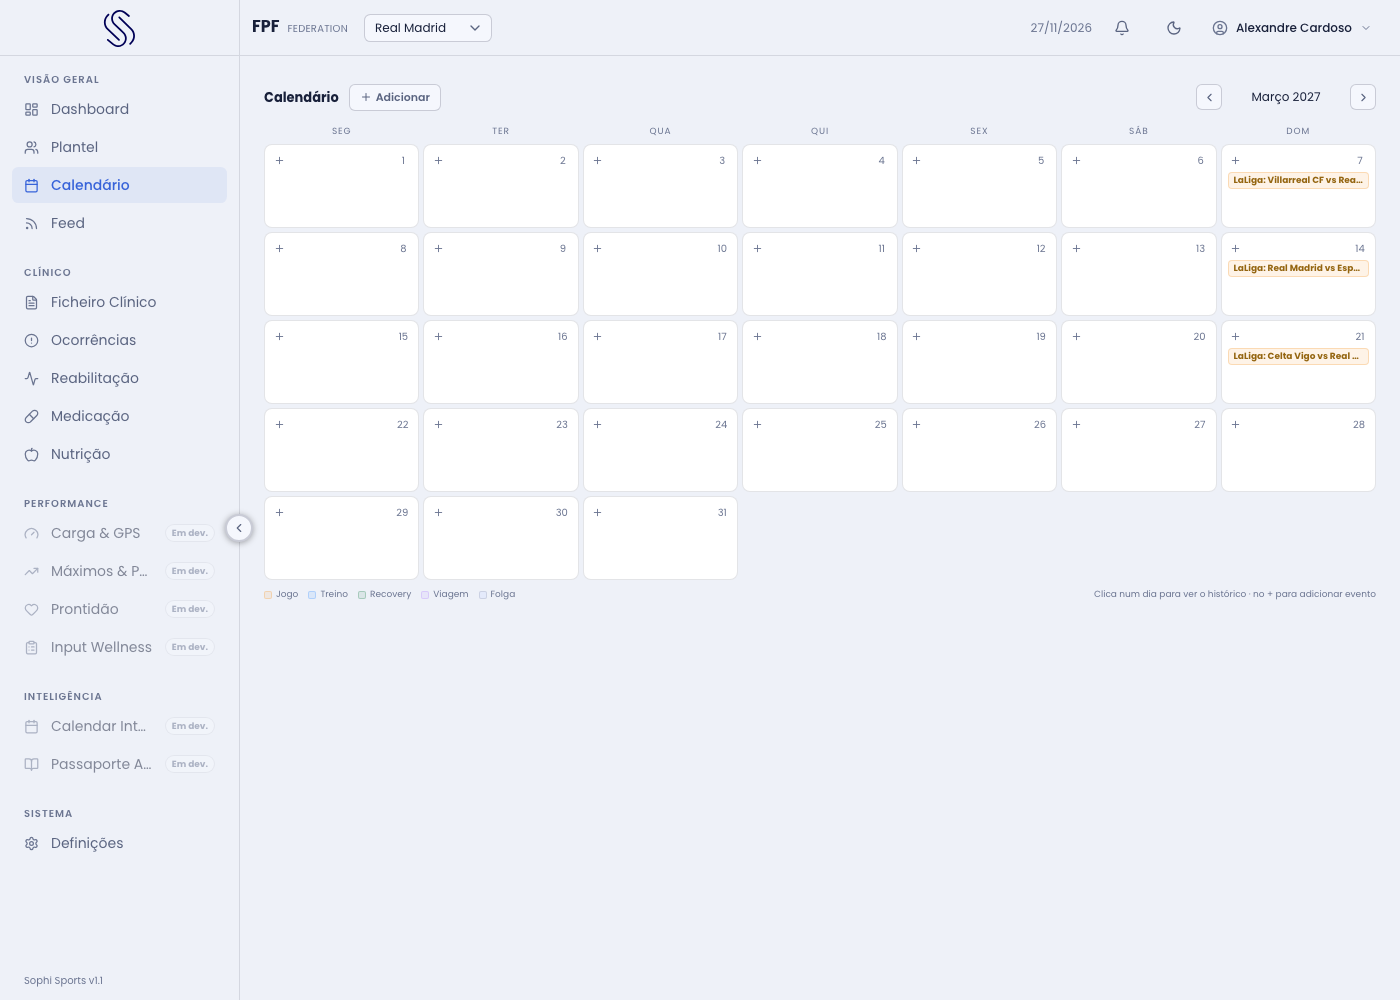 FPF FEDERATION Real Madrid 27/11/2026 Alexandre Cardoso
VISÃO GERAL
Dashboard
Plantel
Calendário
Feed
CLÍNICO
Ficheiro Clínico
Ocorrências
Reabilitação
Medicação
Nutrição
PERFORMANCE
Carga & GPS Em dev.
Máximos & P... Em dev.
Prontidão Em dev.
Input Wellness Em dev.
INTELIGÊNCIA
Calendar Int... Em dev.
Passaporte A... Em dev.
SISTEMA
Definições
Sophi Sports v1.1
Calendário + Adicionar Março 2027
SEG TER QUA QUI SEX SÁB DOM
+ 1 + 2 + 3 + 4 + 5 + 6 + 7
LaLiga: Villarreal CF vs Rea...
+ 8 + 9 + 10 + 11 + 12 + 13 + 14
LaLiga: Real Madrid vs Esp...
+ 15 + 16 + 17 + 18 + 19 + 20 + 21
LaLiga: Celta Vigo vs Real ...
+ 22 + 23 + 24 + 25 + 26 + 27 + 28
+ 29 + 30 + 31
Jogo Treino Recovery Viagem Folga Clica num dia para ver o histórico · no + para adicionar evento